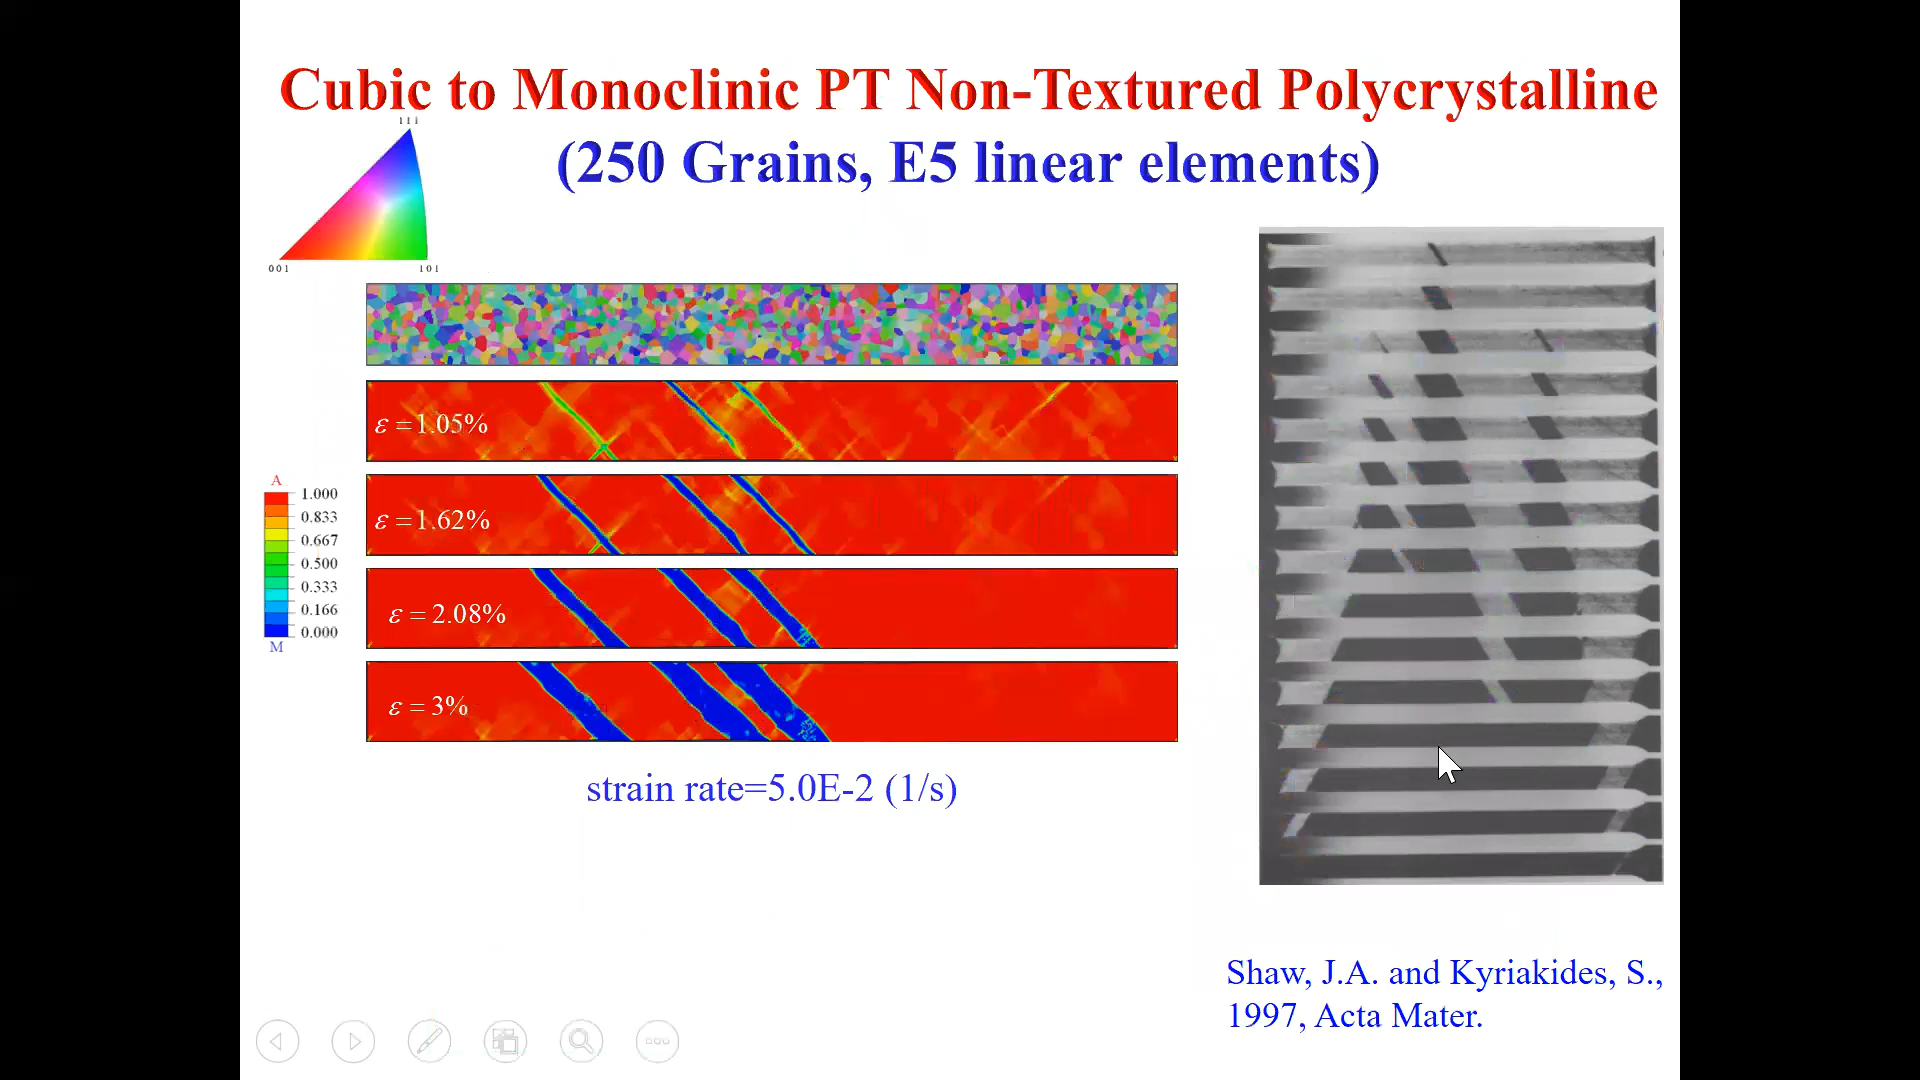 Cubic to Monoclinic PT Non-Textured Polycrystalline
(250 Grains, E5 linear elements)
111
001
101
ε = 1.05%
ε = 1.62%
ε = 2.08%
ε = 3%
A
1.000
0.833
0.667
0.500
0.333
0.166
0.000
M
strain rate=5.0E-2 (1/s)
Shaw, J.A. and Kyriakides, S.,
1997, Acta Mater.